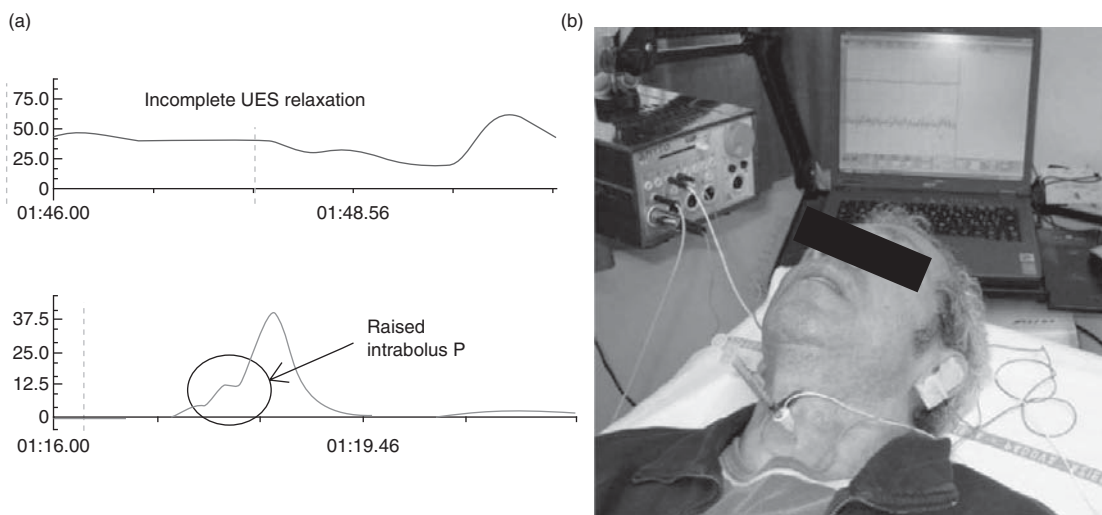 (a)
75.0
50.0
25.0
0
Incomplete UES relaxation
01:46.00
01:48.56
37.5
25.0
12.5
0
Raised
intrabolus P
01:16.00
01:19.46
(b)